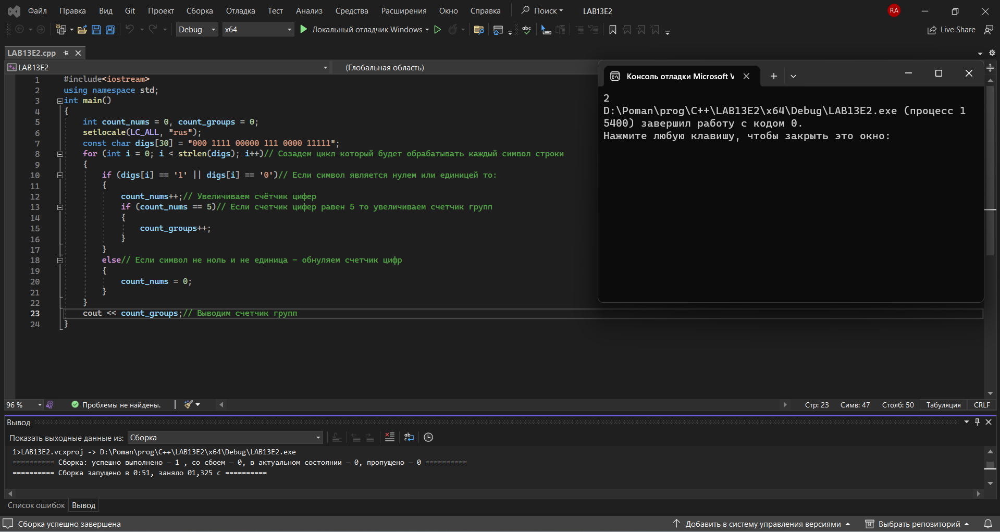 Файл Правка Вид Git Проект Сборка Отладка Тест Анализ Средства Расширения Окно Справка Поиск LAB13E2 RA
Debug x64 Локальный отладчик Windows Live Share
LAB13E2.cpp
LAB13E2 (Глобальная область)
1 #include<iostream>
2 using namespace std;
3 int main()
4 {
5 int count_nums = 0, count_groups = 0;
6 setlocale(LC_ALL, "rus");
7 const char digs[30] = "000 1111 00000 111 0000 11111";
8 for (int i = 0; i < strlen(digs); i++)// Созадем цикл который будет обрабатывать каждый символ строки
9 {
10 if (digs[i] == '1' || digs[i] == '0')// Если символ является нулем или единицей то:
11 {
12 count_nums++;// Увеличиваем счётчик цифер
13 if (count_nums == 5)// Если счетчик цифер равен 5 то увеличиваем счетчик групп
14 {
15 count_groups++;
16 }
17 }
18 else// Если символ не ноль и не единица - обнуляем счетчик цифр
19 {
20 count_nums = 0;
21 }
22 }
23 cout << count_groups;// Выводим счетчик групп
24 }
Консоль отладки Microsoft V
2
D:\Poman\prog\C++\LAB13E2\x64\Debug\LAB13E2.exe (процесс 1
5400) завершил работу с кодом 0.
Нажмите любую клавишу, чтобы закрыть это окно:
96 % Проблемы не найдены. Стр: 23 Симв: 47 Столб: 50 Табуляция CRLF
Вывод
Показать выходные данные из: Сборка
1>LAB13E2.vcxproj -> D:\Poman\prog\C++\LAB13E2\x64\Debug\LAB13E2.exe
========== Сборка: успешно выполнено – 1 , со сбоем – 0, в актуальном состоянии – 0, пропущено – 0 ==========
========== Сборка запущено в 0:51, заняло 01,325 с ==========
Список ошибок Вывод
Сборка успешно завершена Добавить в систему управления версиями Выбрать репозиторий